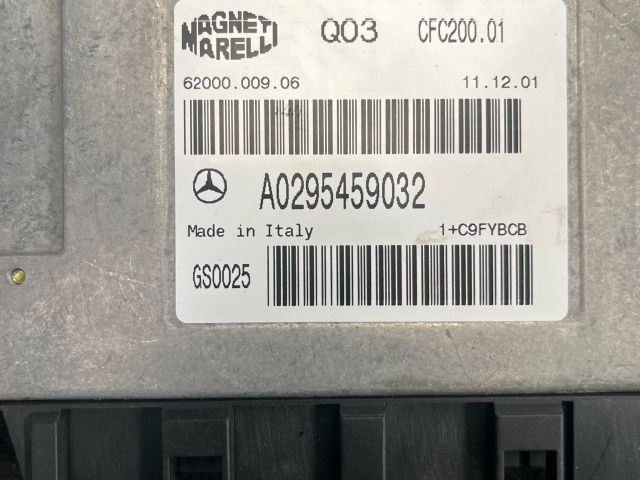 MAGNETI MARELLI Q03 CFC200.01
62000.009.06 11.12.01
A0295459032
Made in Italy 1+C9FYBCB
GS0025